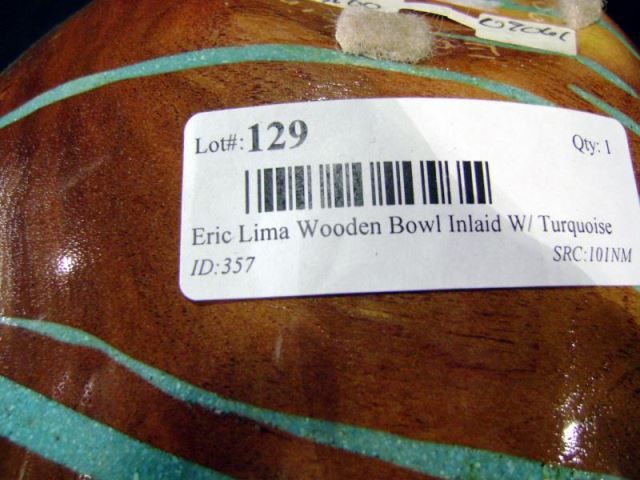 Lot#:129 Qty: 1
Eric Lima Wooden Bowl Inlaid W/ Turquoise
ID:357 SRC:101NM